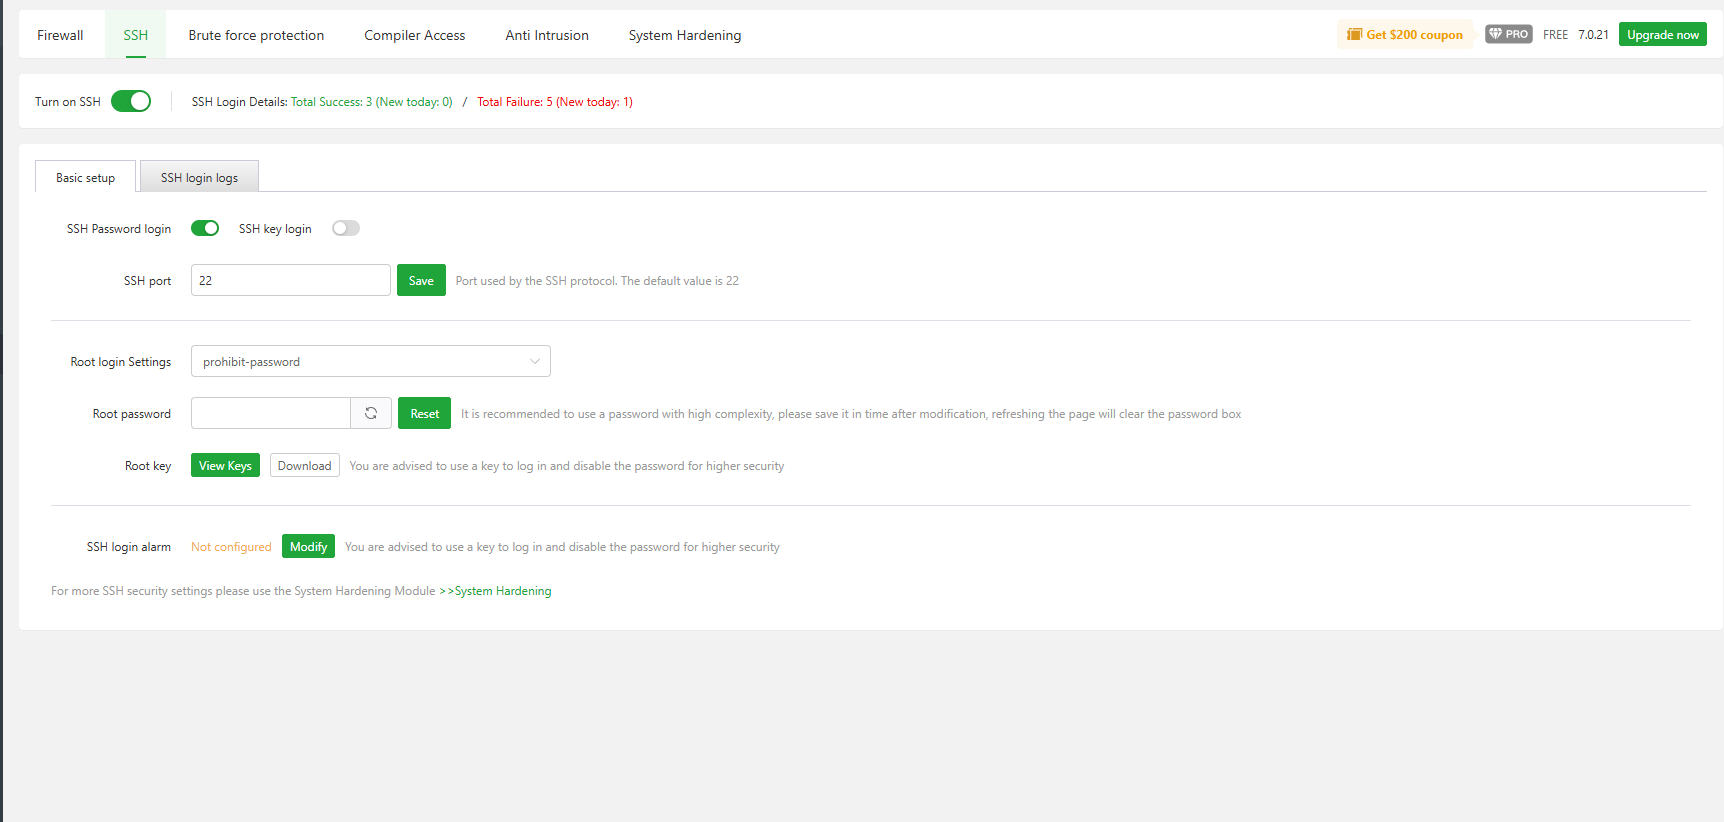 Firewall SSH Brute force protection Compiler Access Anti Intrusion System Hardening Get $200 coupon PRO FREE 7.0.21 Upgrade now
Turn on SSH SSH Login Details: Total Success: 3 (New today: 0) / Total Failure: 5 (New today: 1)
Basic setup SSH login logs
SSH Password login SSH key login
SSH port 22 Save Port used by the SSH protocol. The default value is 22
Root login Settings prohibit-password
Root password Reset It is recommended to use a password with high complexity, please save it in time after modification, refreshing the page will clear the password box
Root key View Keys Download You are advised to use a key to log in and disable the password for higher security
SSH login alarm Not configured Modify You are advised to use a key to log in and disable the password for higher security
For more SSH security settings please use the System Hardening Module >>System Hardening